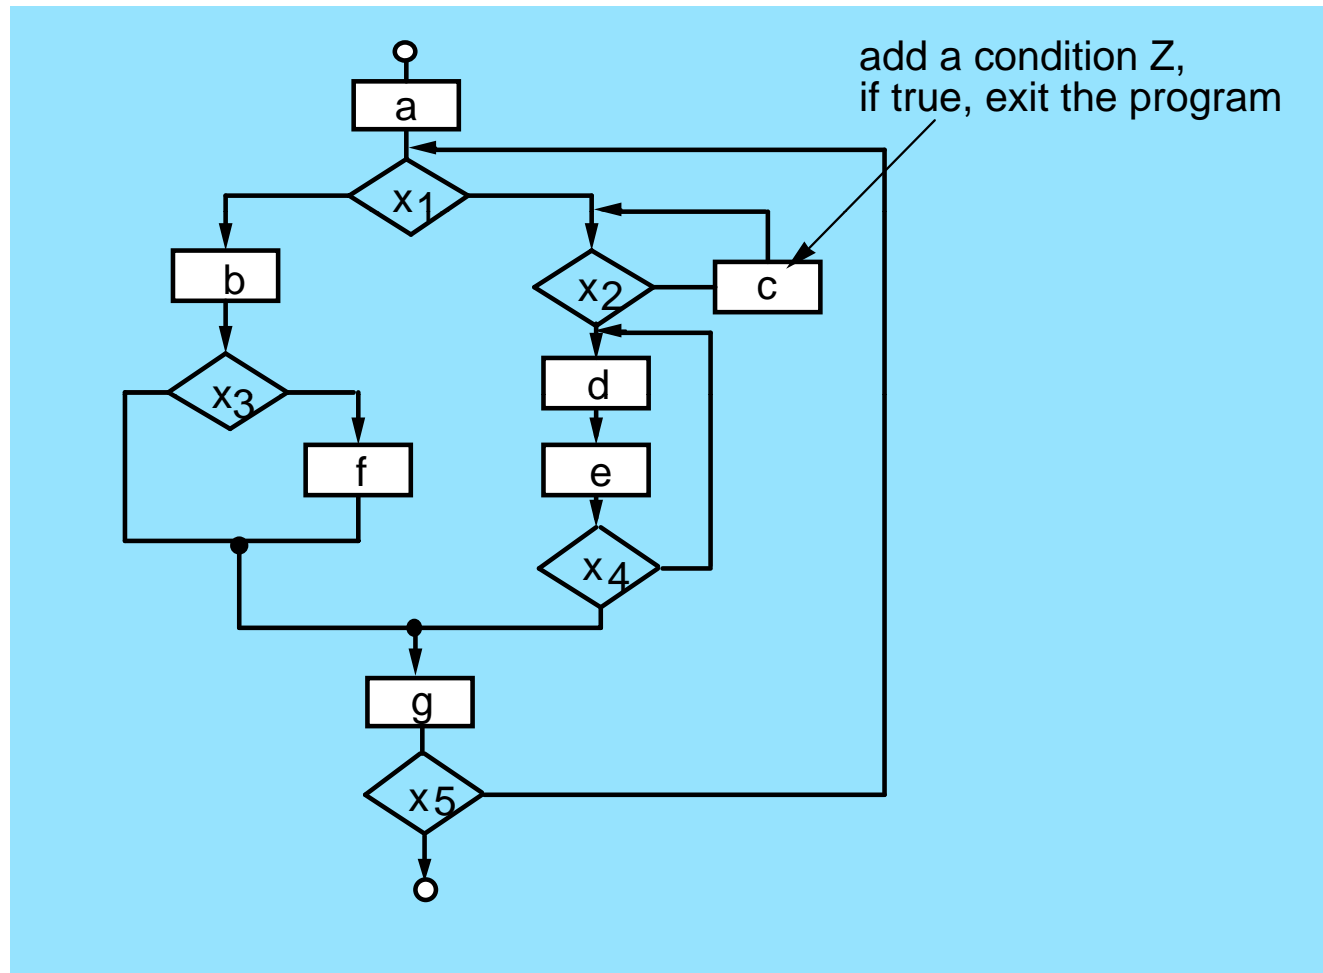 add a condition Z,
if true, exit the program
a
x1
b
x2
c
x3
d
f
e
x4
g
x5